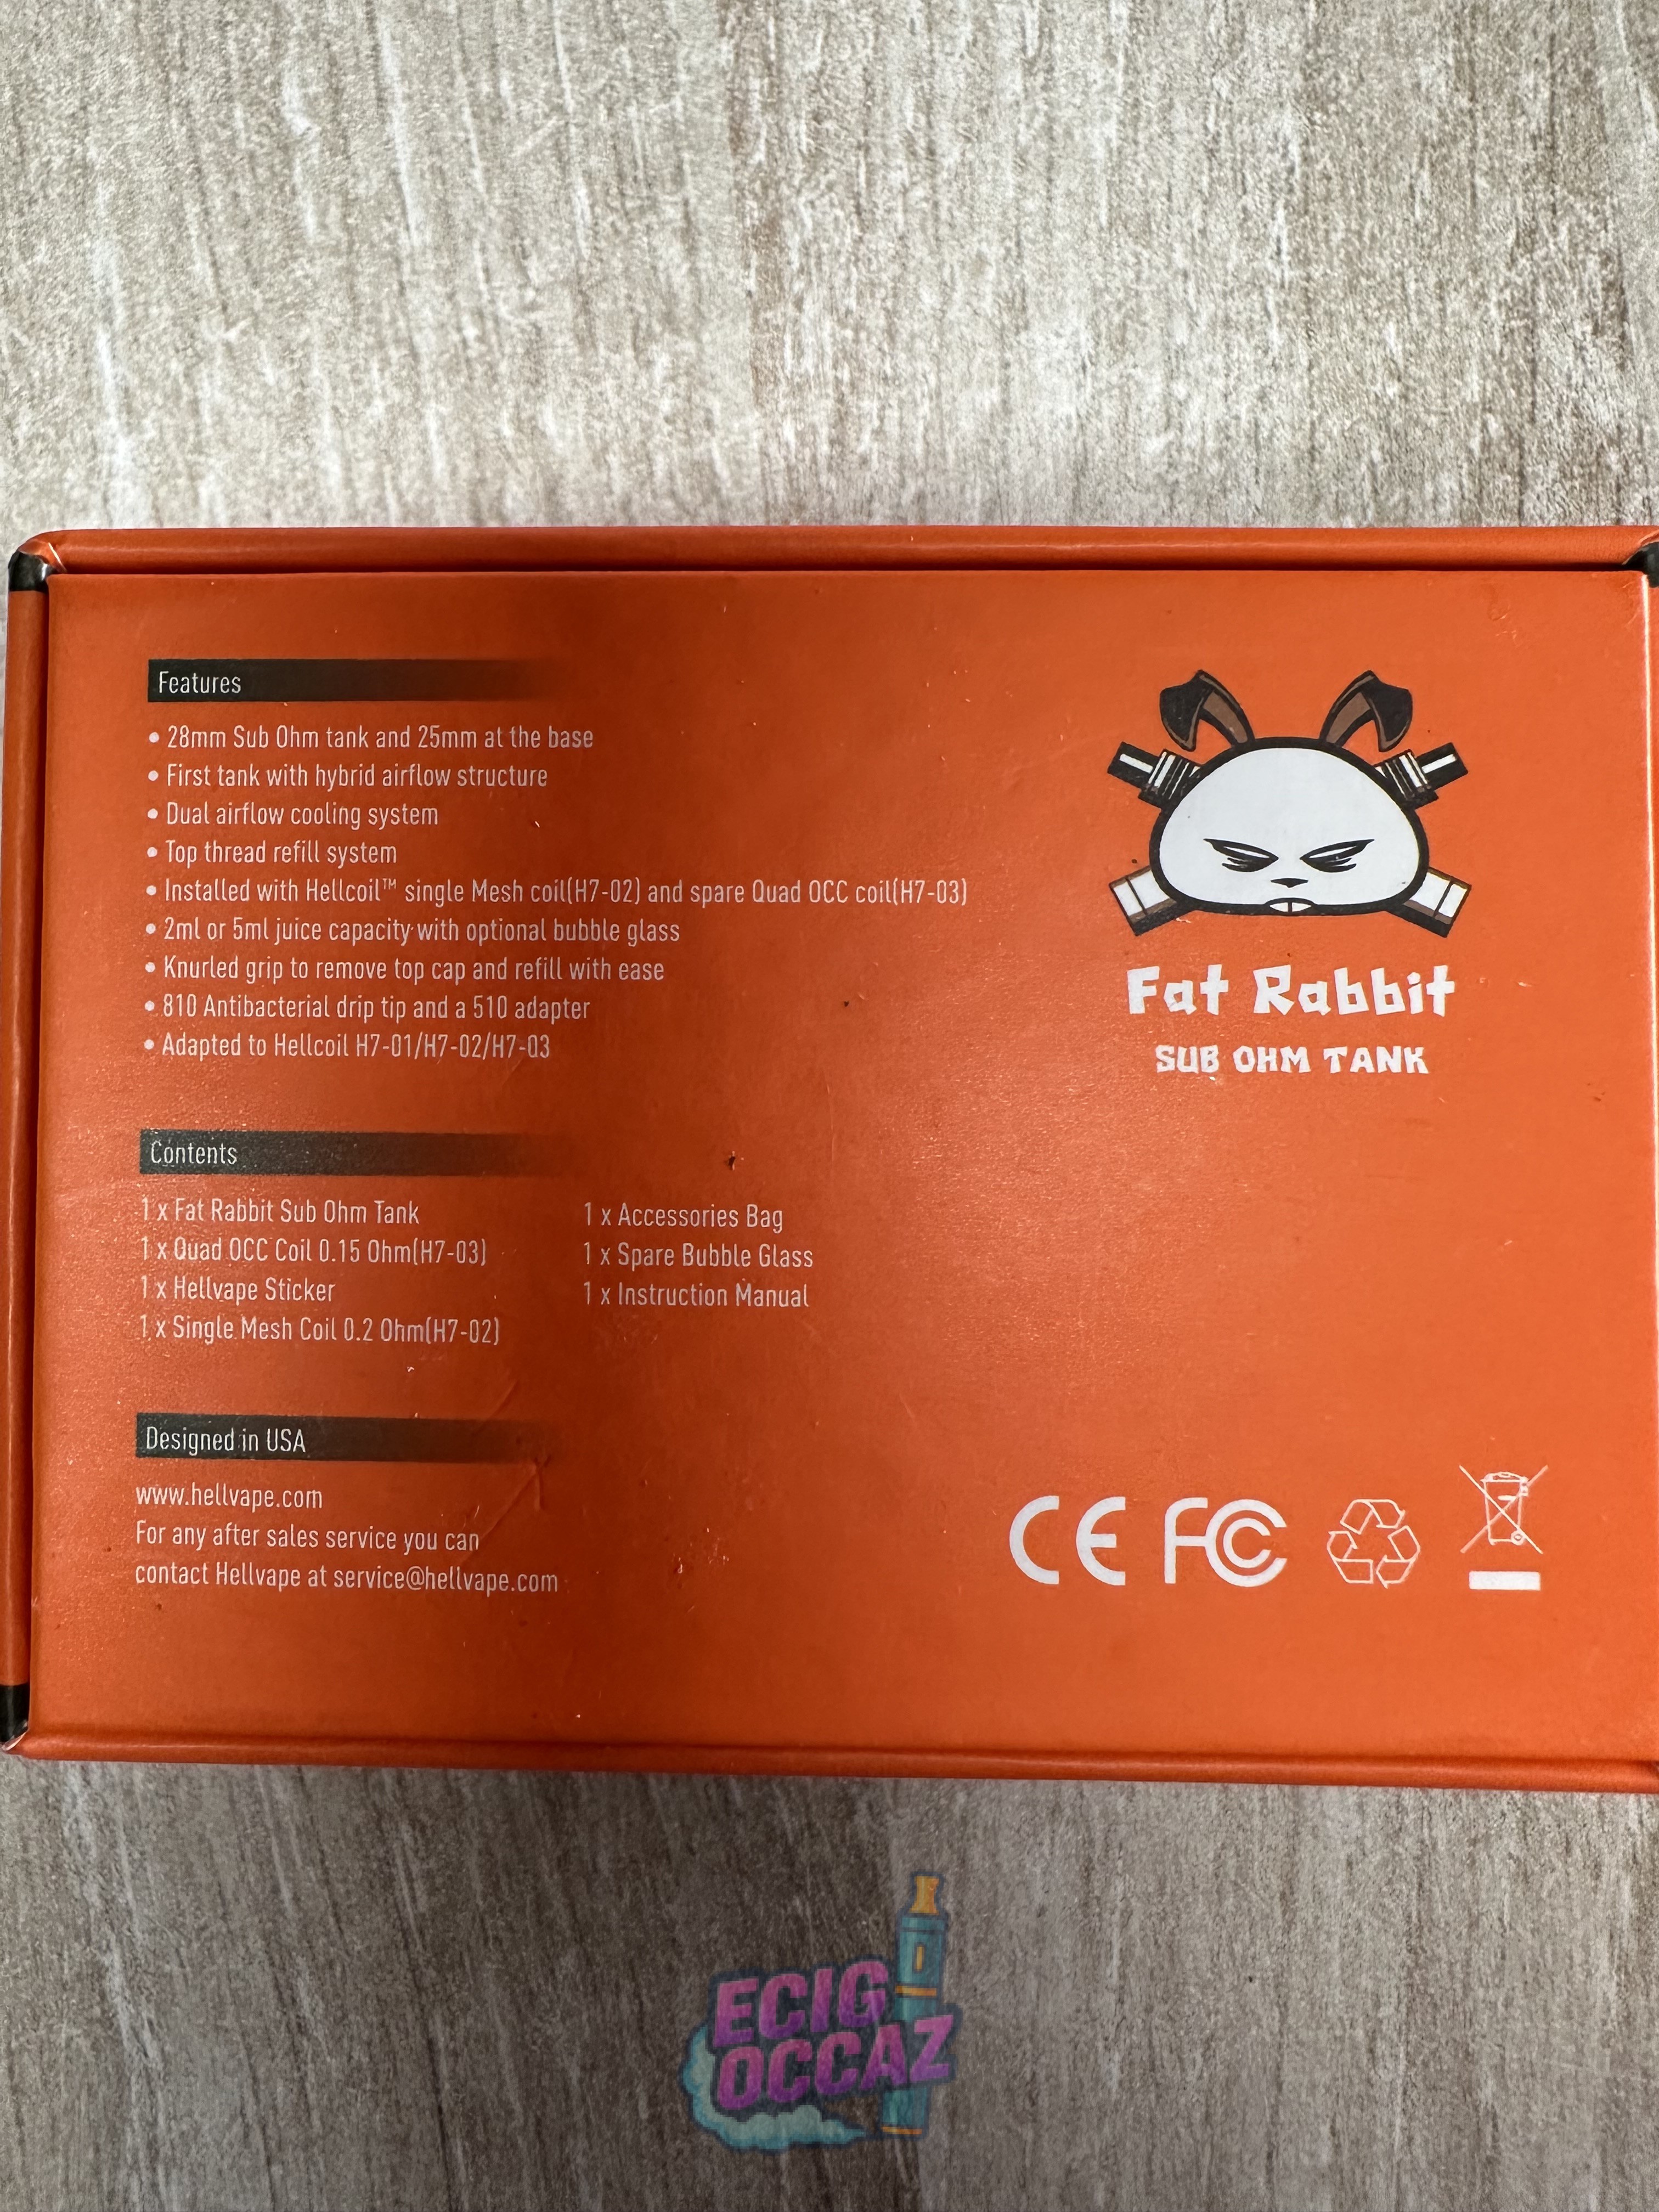 Features
• 28mm Sub Ohm tank and 25mm at the base
• First tank with hybrid airflow structure
• Dual airflow cooling system
• Top thread refill system
• Installed with Hellcoil™ single Mesh coil(H7-02) and spare Quad OCC coil(H7-03)
• 2ml or 5ml juice capacity with optional bubble glass
• Knurled grip to remove top cap and refill with ease
• 810 Antibacterial drip tip and a 510 adapter
• Adapted to Hellcoil H7-01/H7-02/H7-03
Fat Rabbit
SUB OHM TANK
Contents
1 x Fat Rabbit Sub Ohm Tank
1 x Quad OCC Coil 0.15 Ohm(H7-03)
1 x Hellvape Sticker
1 x Single Mesh Coil 0.2 Ohm(H7-02)
1 x Accessories Bag
1 x Spare Bubble Glass
1 x Instruction Manual
Designed in USA
www.hellvape.com
For any after sales service you can
contact Hellvape at service@hellvape.com
CE FC
ECIG
OCCAZ